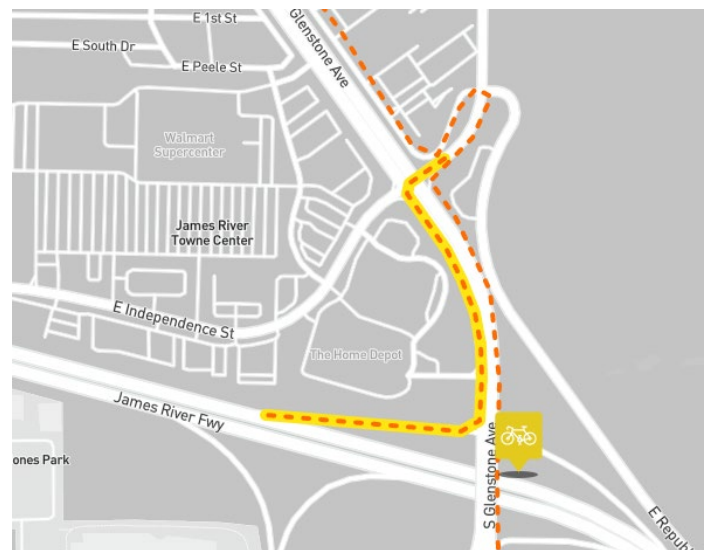 E 1st St
Glenstone Ave
E South Dr
E Peele St
Walmart
Supercenter
James River
Towne Center
E Independence St
The Home Depot
James River Fwy
ones Park
S Glenstone Ave
E Republ